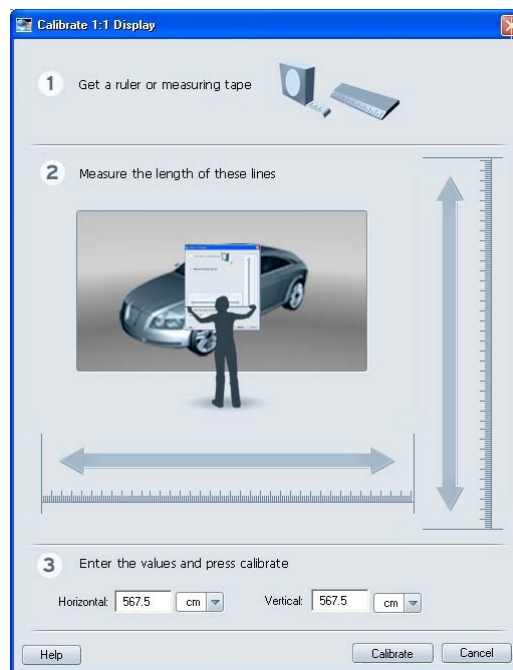 Calibrate 1:1 Display
1 Get a ruler or measuring tape
2 Measure the length of these lines
3 Enter the values and press calibrate
Horizontal: 567.5 cm Vertical: 567.5 cm
Help Calibrate Cancel